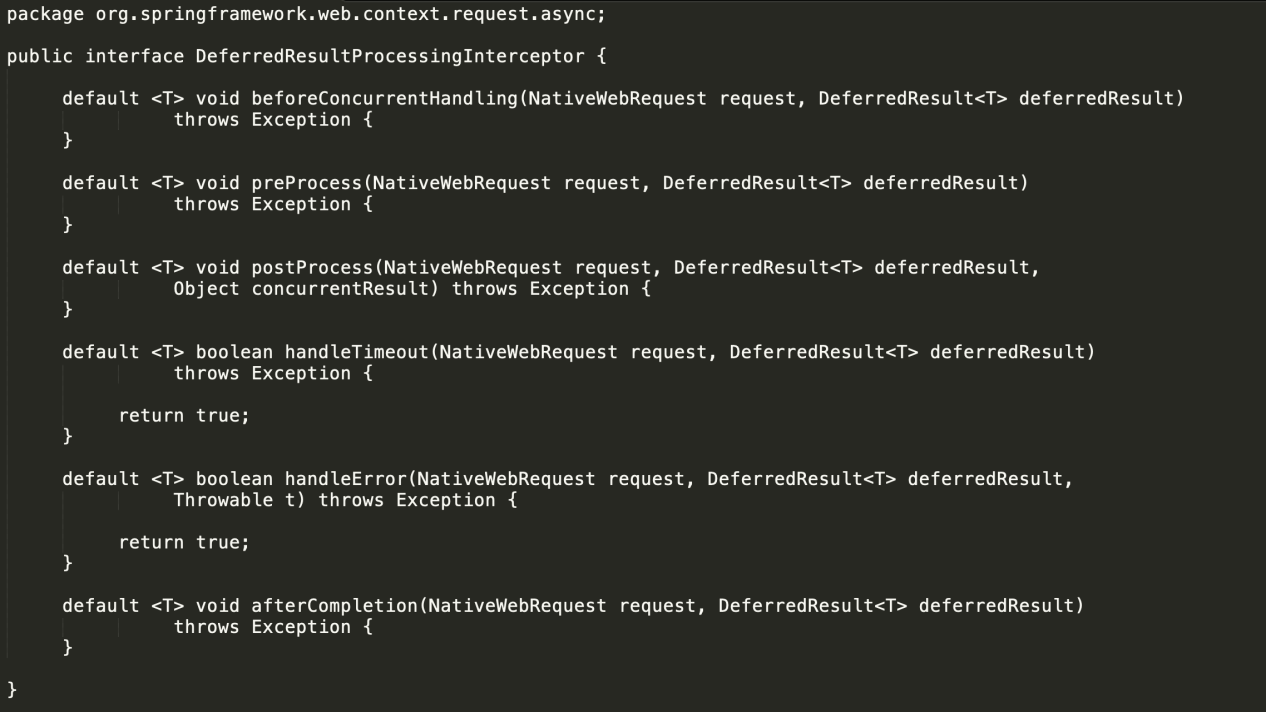 package org.springframework.web.context.request.async;
public interface DeferredResultProcessingInterceptor {
default <T> void beforeConcurrentHandling(NativeWebRequest request, DeferredResult<T> deferredResult)
throws Exception {
}
default <T> void preProcess(NativeWebRequest request, DeferredResult<T> deferredResult)
throws Exception {
}
default <T> void postProcess(NativeWebRequest request, DeferredResult<T> deferredResult,
Object concurrentResult) throws Exception {
}
default <T> boolean handleTimeout(NativeWebRequest request, DeferredResult<T> deferredResult)
throws Exception {
return true;
}
default <T> boolean handleError(NativeWebRequest request, DeferredResult<T> deferredResult,
Throwable t) throws Exception {
return true;
}
default <T> void afterCompletion(NativeWebRequest request, DeferredResult<T> deferredResult)
throws Exception {
}
}